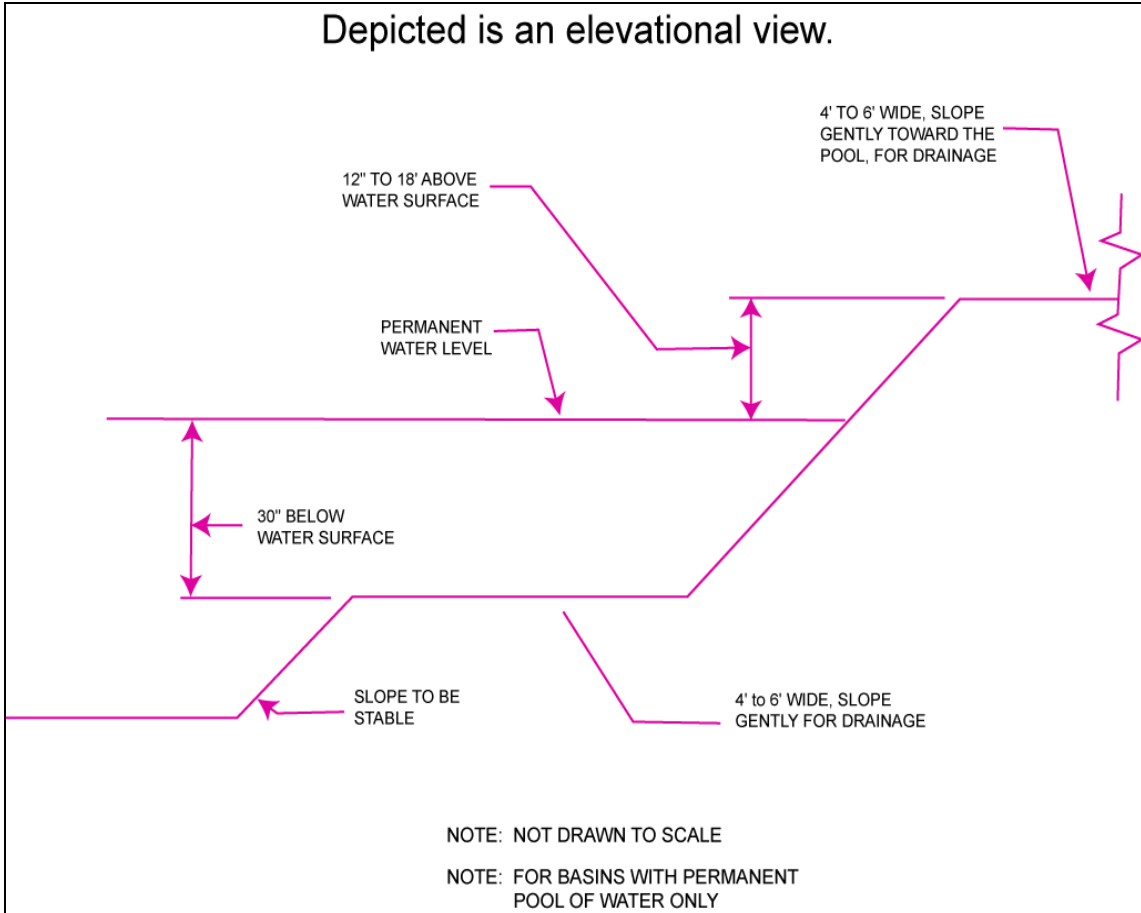 Depicted is an elevational view.
4' TO 6' WIDE, SLOPE
GENTLY TOWARD THE
POOL, FOR DRAINAGE
12" TO 18' ABOVE
WATER SURFACE
PERMANENT
WATER LEVEL
30" BELOW
WATER SURFACE
SLOPE TO BE
STABLE
4' to 6' WIDE, SLOPE
GENTLY FOR DRAINAGE
NOTE: NOT DRAWN TO SCALE
NOTE: FOR BASINS WITH PERMANENT
POOL OF WATER ONLY